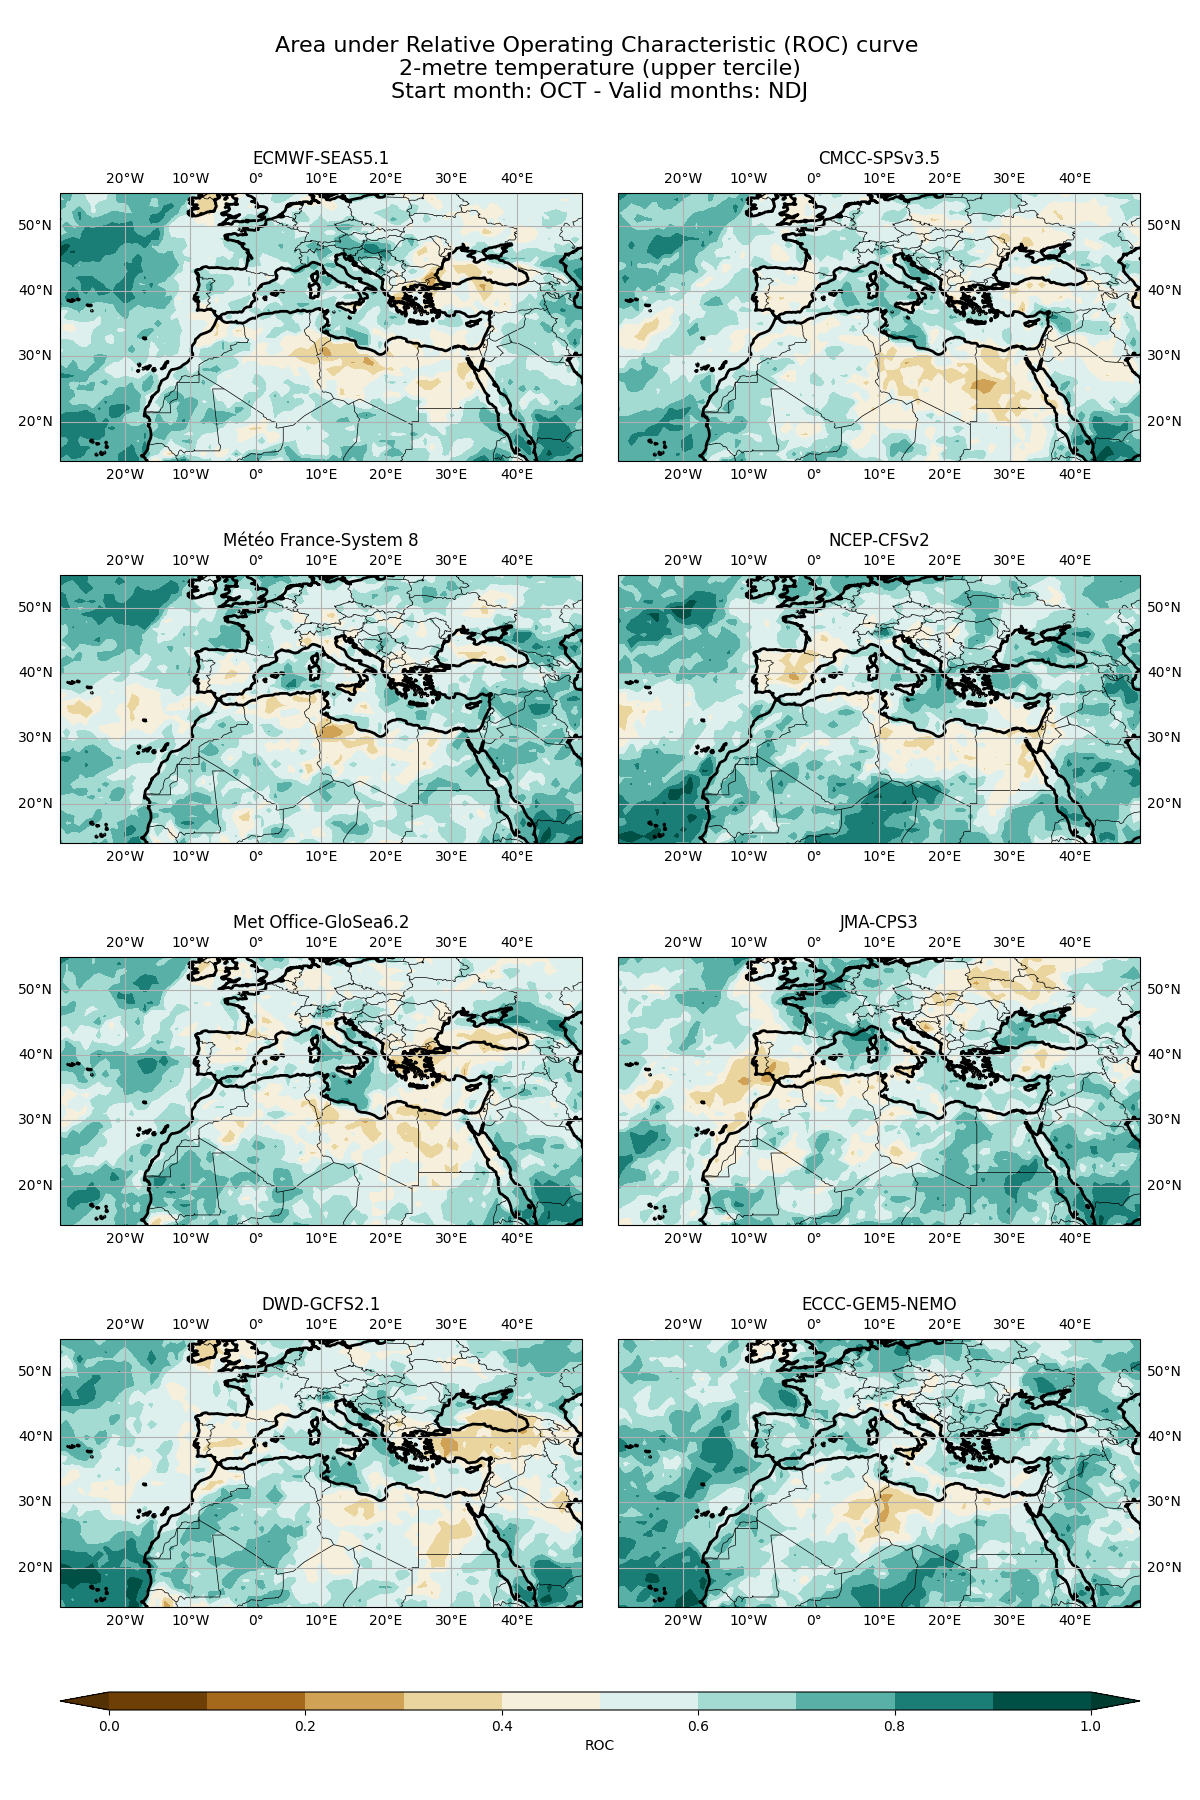 Area under Relative Operating Characteristic (ROC) curve
2-metre temperature (upper tercile)
Start month: OCT - Valid months: NDJ
ECMWF-SEAS5.1
20°W 10°W 0° 10°E 20°E 30°E 40°E
50°N
40°N
30°N
20°N
20°W 10°W 0° 10°E 20°E 30°E 40°E
CMCC-SPSv3.5
20°W 10°W 0° 10°E 20°E 30°E 40°E
50°N
40°N
30°N
20°N
20°W 10°W 0° 10°E 20°E 30°E 40°E
Météo France-System 8
20°W 10°W 0° 10°E 20°E 30°E 40°E
50°N
40°N
30°N
20°N
20°W 10°W 0° 10°E 20°E 30°E 40°E
NCEP-CFSv2
20°W 10°W 0° 10°E 20°E 30°E 40°E
50°N
40°N
30°N
20°N
20°W 10°W 0° 10°E 20°E 30°E 40°E
Met Office-GloSea6.2
20°W 10°W 0° 10°E 20°E 30°E 40°E
50°N
40°N
30°N
20°N
20°W 10°W 0° 10°E 20°E 30°E 40°E
JMA-CPS3
20°W 10°W 0° 10°E 20°E 30°E 40°E
50°N
40°N
30°N
20°N
20°W 10°W 0° 10°E 20°E 30°E 40°E
DWD-GCFS2.1
20°W 10°W 0° 10°E 20°E 30°E 40°E
50°N
40°N
30°N
20°N
20°W 10°W 0° 10°E 20°E 30°E 40°E
ECCC-GEM5-NEMO
20°W 10°W 0° 10°E 20°E 30°E 40°E
50°N
40°N
30°N
20°N
20°W 10°W 0° 10°E 20°E 30°E 40°E
0.0 0.2 0.4 0.6 0.8 1.0
ROC